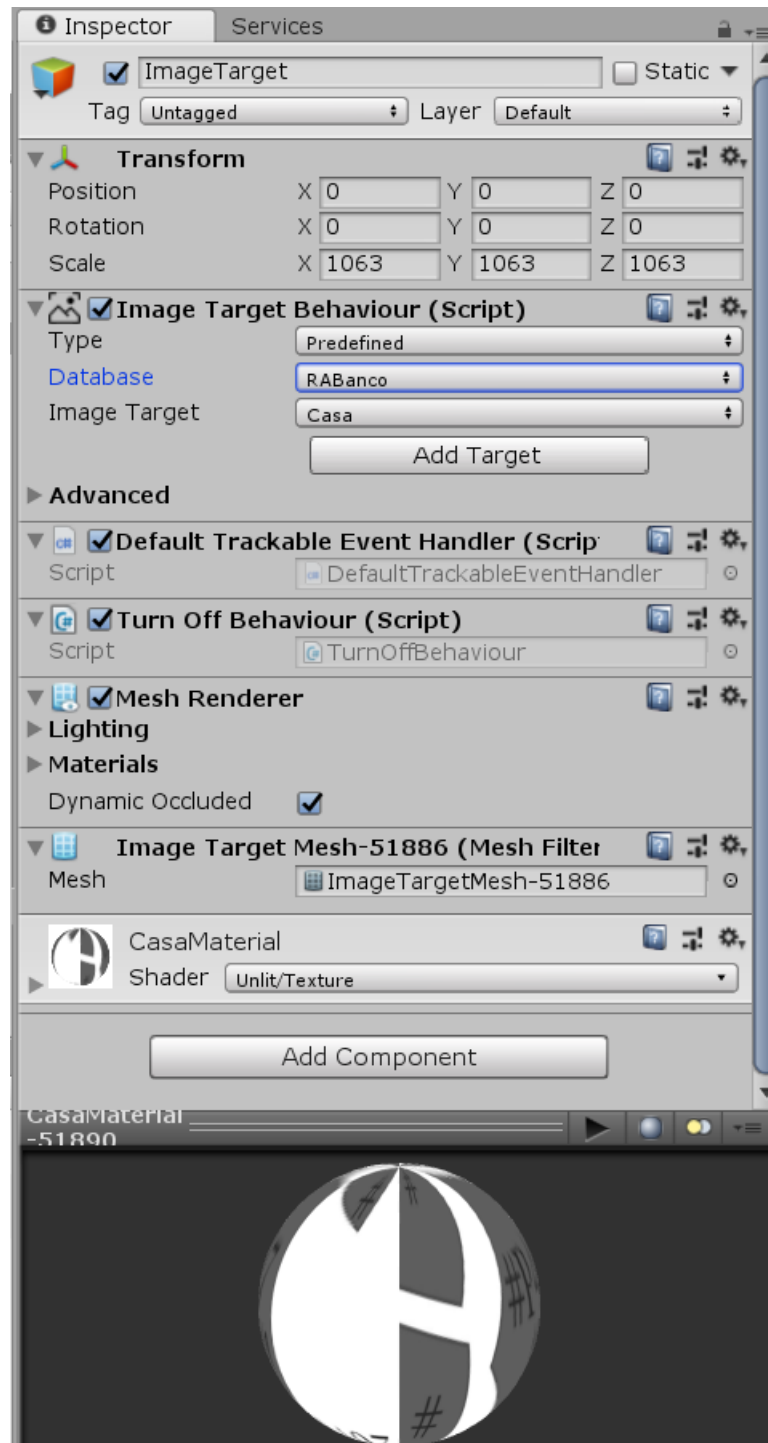 Inspector Services
ImageTarget Static
Tag Untagged Layer Default
Transform
Position X 0 Y 0 Z 0
Rotation X 0 Y 0 Z 0
Scale X 1063 Y 1063 Z 1063
Image Target Behaviour (Script)
Type Predefined
Database RABanco
Image Target Casa
Add Target
Advanced
Default Trackable Event Handler (Scrip
Script DefaultTrackableEventHandler
Turn Off Behaviour (Script)
Script TurnOffBehaviour
Mesh Renderer
Lighting
Materials
Dynamic Occluded
Image Target Mesh-51886 (Mesh Filter
Mesh ImageTargetMesh-51886
CasaMaterial
Shader Unlit/Texture
Add Component
CasaMaterial
-51890
#
#
#